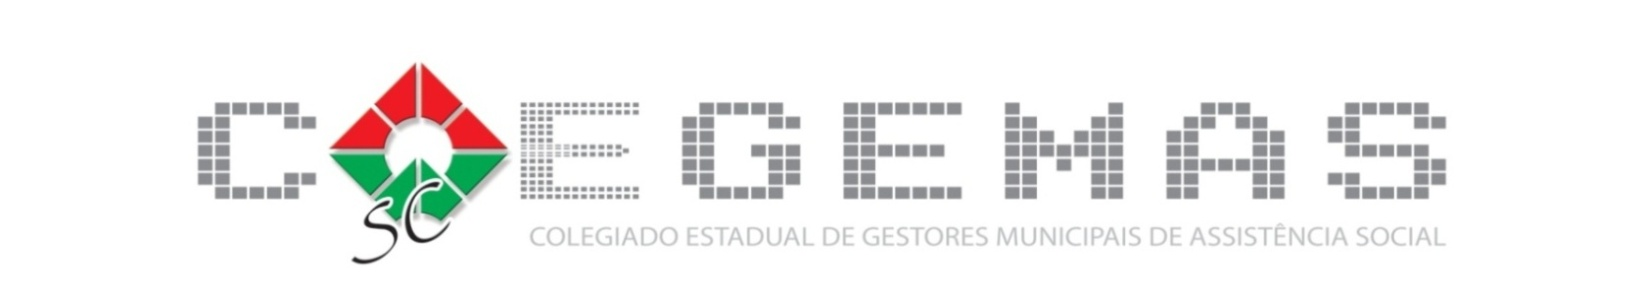 COEGEMAS
SC
COLEGIADO ESTADUAL DE GESTORES MUNICIPAIS DE ASSISTÊNCIA SOCIAL